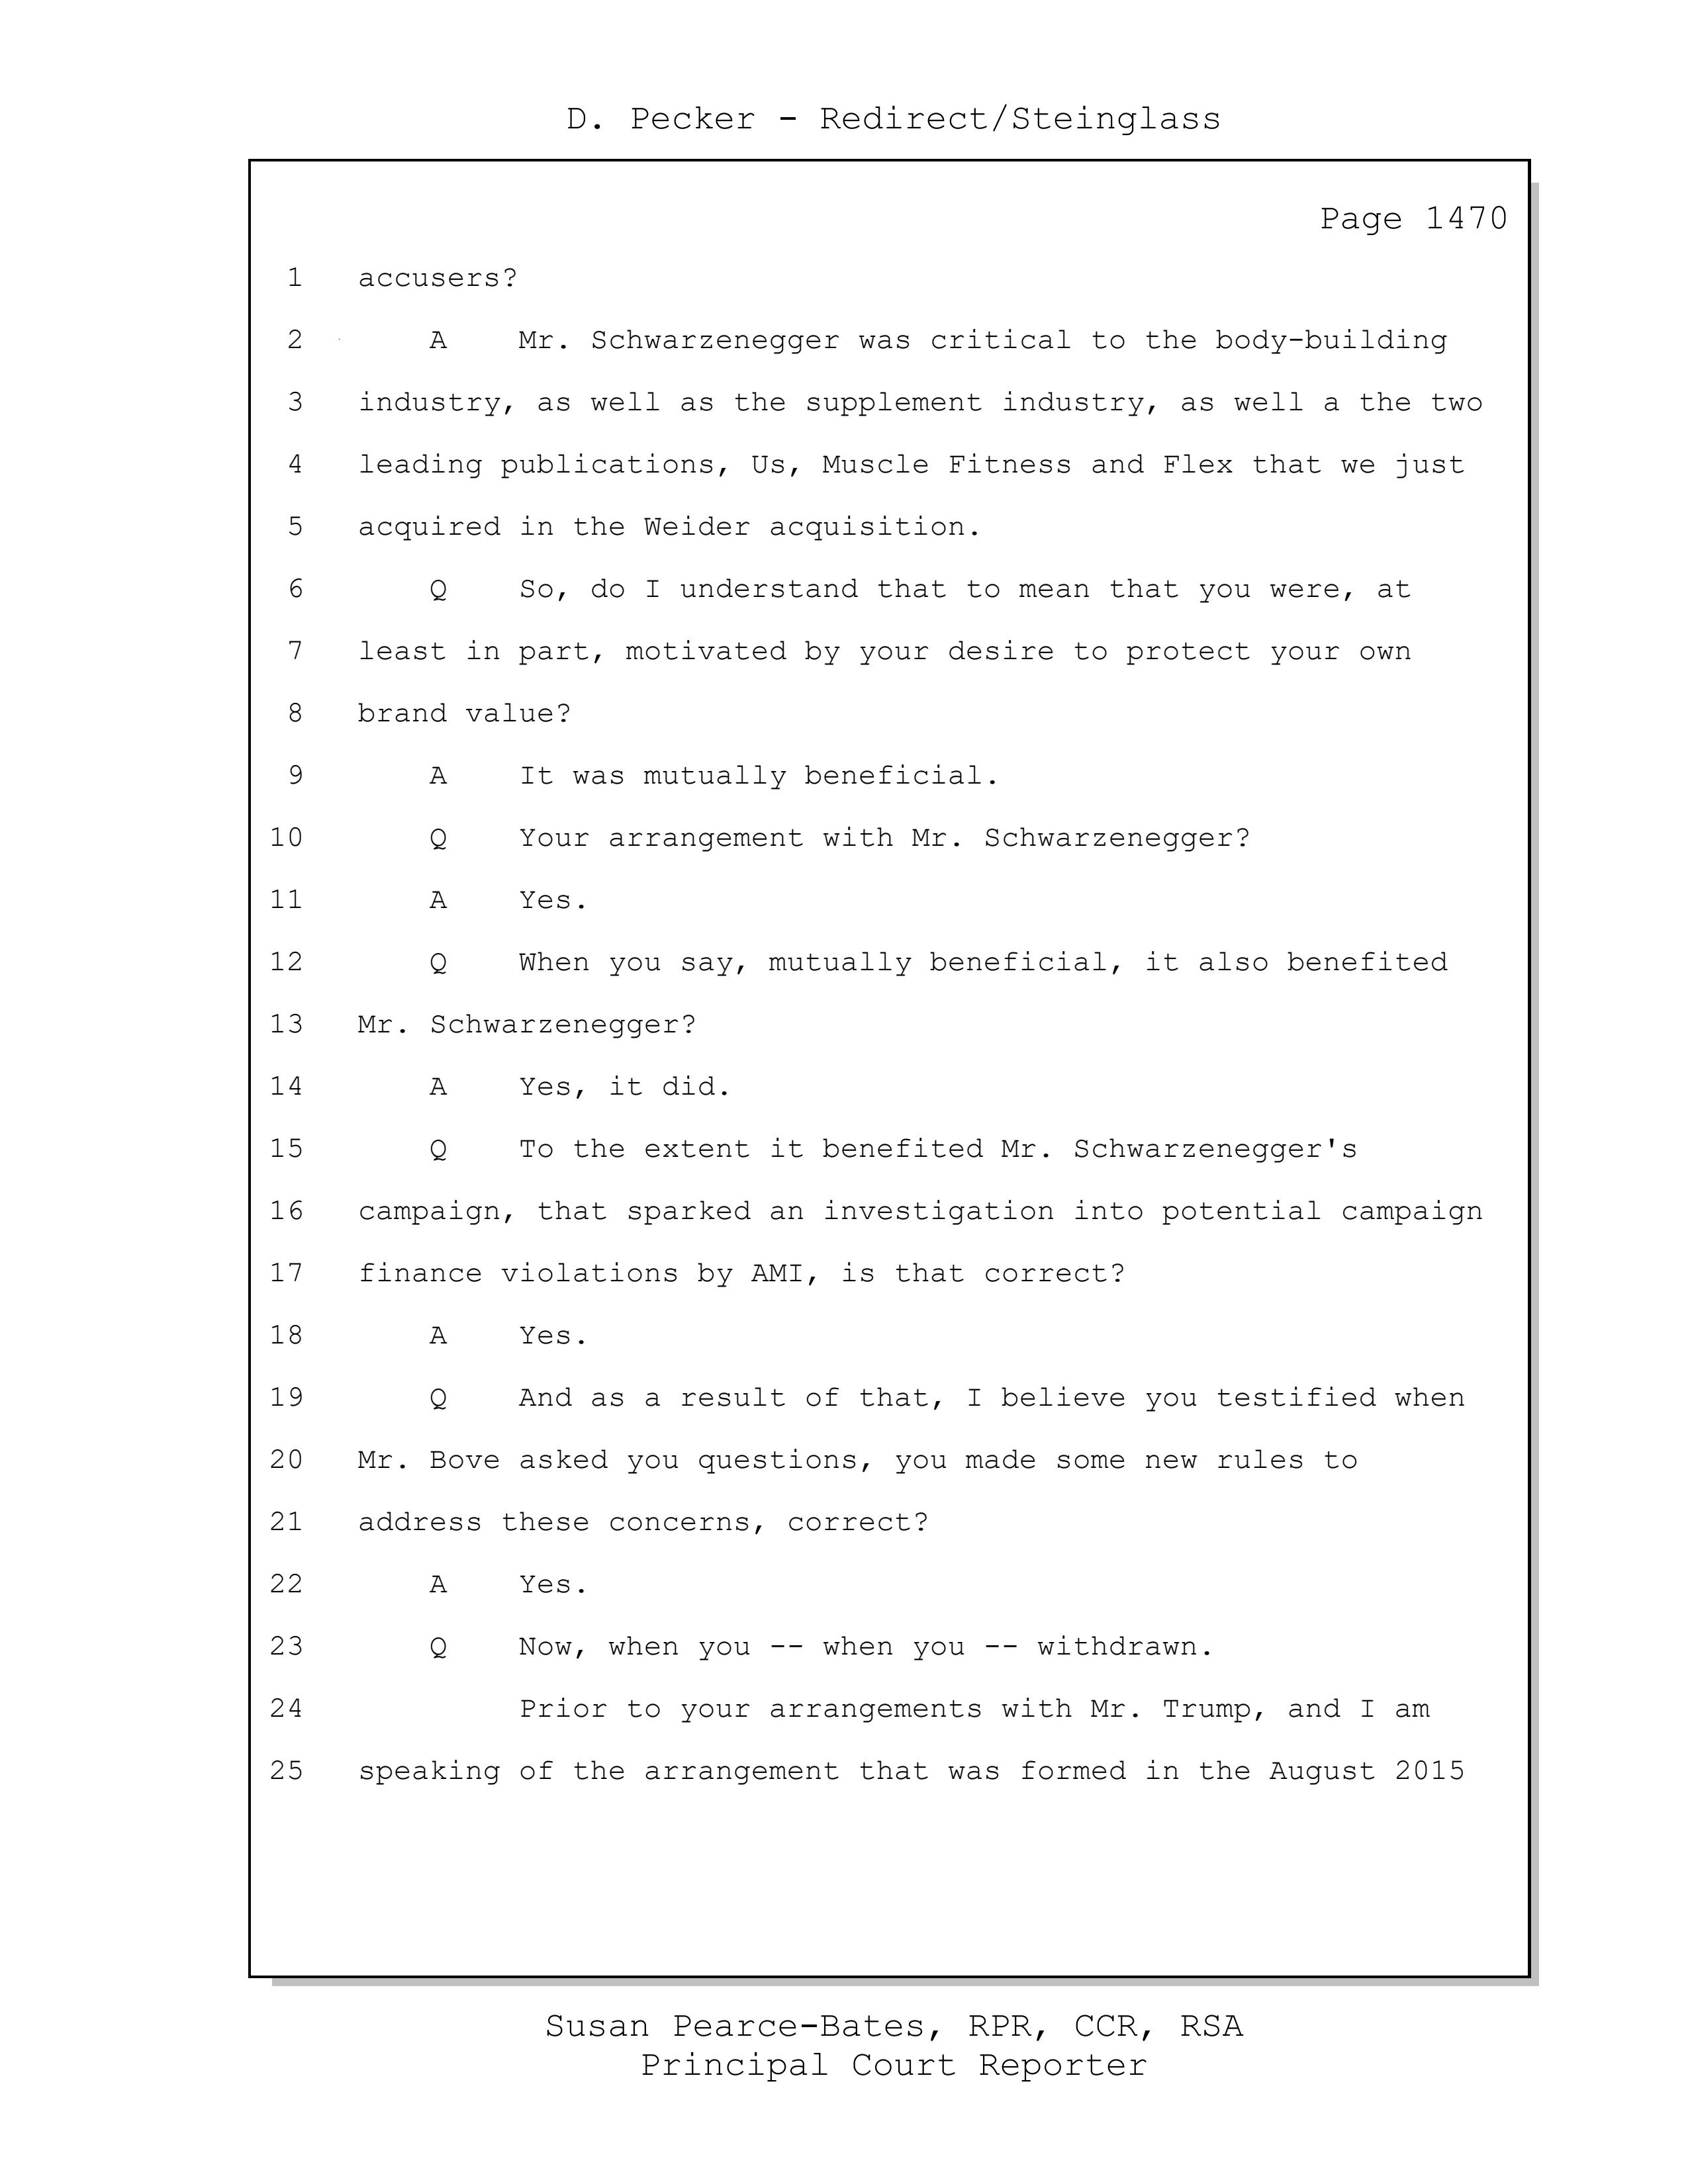 D. Pecker - Redirect/Steinglass
Page 1470
1 accusers?
2 A Mr. Schwarzenegger was critical to the body-building
3 industry, as well as the supplement industry, as well a the two
4 leading publications, Us, Muscle Fitness and Flex that we just
5 acquired in the Weider acquisition.
6 Q So, do I understand that to mean that you were, at
7 least in part, motivated by your desire to protect your own
8 brand value?
9 A It was mutually beneficial.
10 Q Your arrangement with Mr. Schwarzenegger?
11 A Yes.
12 Q When you say, mutually beneficial, it also benefited
13 Mr. Schwarzenegger?
14 A Yes, it did.
15 Q To the extent it benefited Mr. Schwarzenegger's
16 campaign, that sparked an investigation into potential campaign
17 finance violations by AMI, is that correct?
18 A Yes.
19 Q And as a result of that, I believe you testified when
20 Mr. Bove asked you questions, you made some new rules to
21 address these concerns, correct?
22 A Yes.
23 Q Now, when you -- when you -- withdrawn.
24 Prior to your arrangements with Mr. Trump, and I am
25 speaking of the arrangement that was formed in the August 2015
Susan Pearce-Bates, RPR, CCR, RSA
Principal Court Reporter